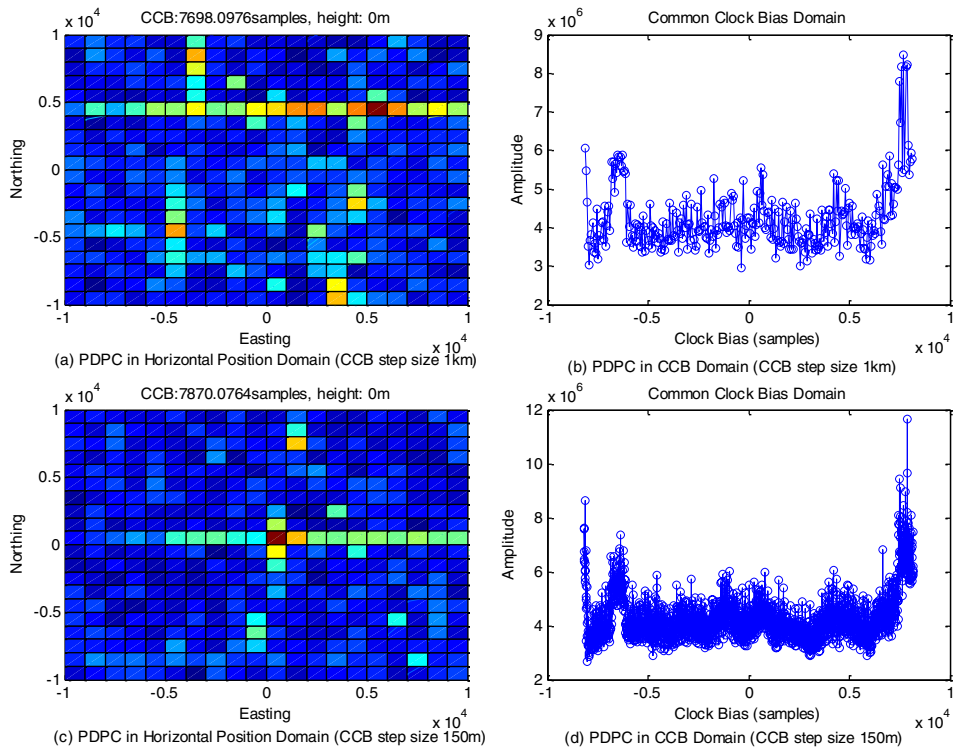 CCB:7698.0976samples, height: 0m
x 10^4
1
0.5
0
-0.5
-1
Northing
-1 -0.5 0 0.5 1
Easting
x 10^4
(a) PDPC in Horizontal Position Domain (CCB step size 1km)
Common Clock Bias Domain
x 10^6
9
8
7
6
5
4
3
2
Amplitude
-1 -0.5 0 0.5 1
Clock Bias (samples)
x 10^4
(b) PDPC in CCB Domain (CCB step size 1km)
CCB:7870.0764samples, height: 0m
x 10^4
1
0.5
0
-0.5
-1
Northing
-1 -0.5 0 0.5 1
Easting
x 10^4
(c) PDPC in Horizontal Position Domain (CCB step size 150m)
Common Clock Bias Domain
x 10^6
12
10
8
6
4
2
Amplitude
-1 -0.5 0 0.5 1
Clock Bias (samples)
x 10^4
(d) PDPC in CCB Domain (CCB step size 150m)